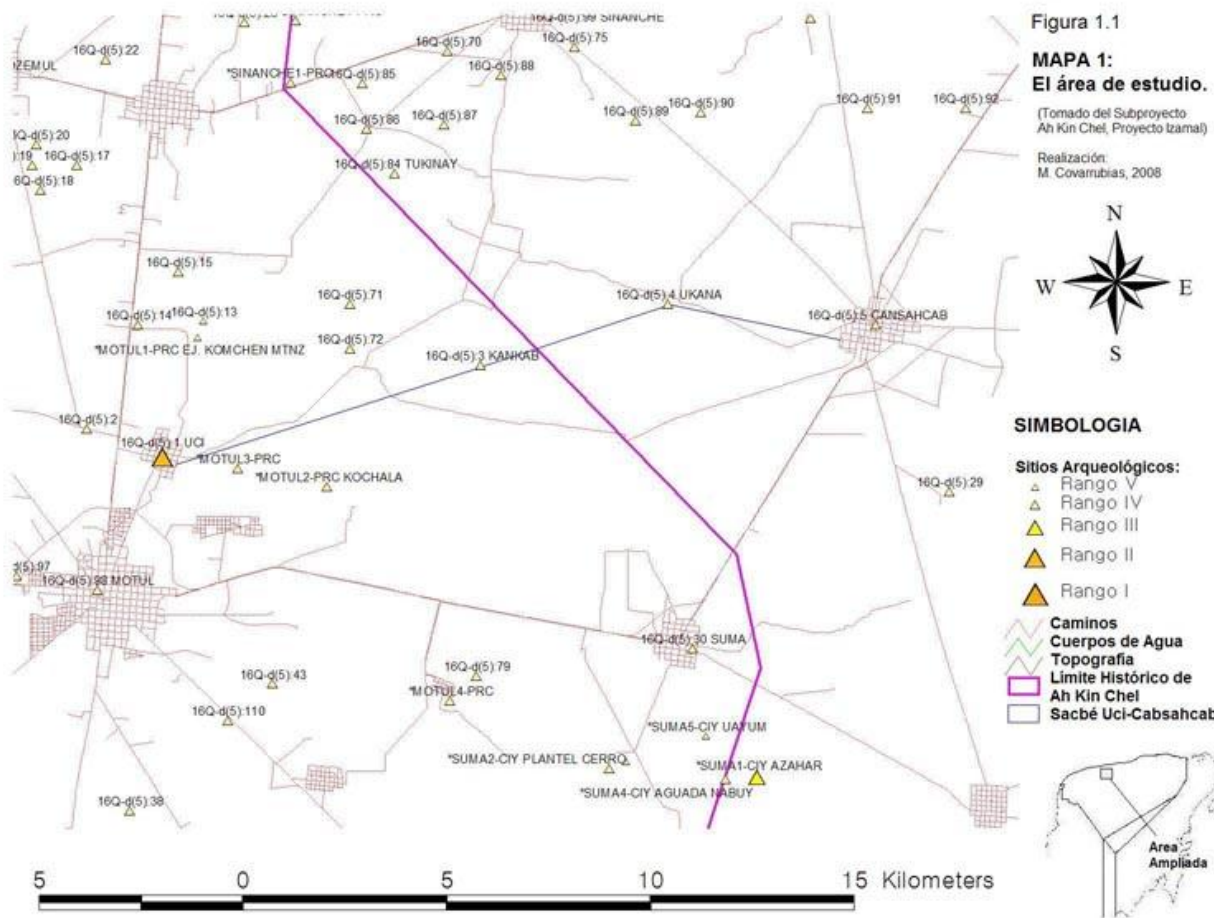 Figura 1.1
MAPA 1:
El área de estudio.
(Tomado del Subproyecto
Ah Kin Chel, Proyecto Izamal)
Realización:
M. Covarrubias, 2008
N
W E
S
16Q-d(5):99 SINANCHE
16Q-d(5):70
16Q-d(5):75
16Q-d(5):22
*SINANCHE1-PRC
16Q-d(5):85
16Q-d(5):88
16Q-d(5):87
16Q-d(5):86
16Q-d(5):89
16Q-d(5):90
16Q-d(5):91
16Q-d(5):92
16Q-d(5):17
16Q-d(5):84 TUKINAY
16Q-d(5):15
16Q-d(5):71
16Q-d(5):4 UKANA
16Q-d(5):14
16Q-d(5):13
16Q-d(5):5 CANSAHCAB
*MOTUL1-PRC EJ. KOMCHEN MTNZ
16Q-d(5):72
16Q-d(5):3 KANKAB
16Q-d(5):2
16Q-d(5):1 UCI
*MOTUL3-PRC
*MOTUL2-PRC KOCHALA
16Q-d(5):29
16Q-d(5):98 MOTUL
16Q-d(5):30 SUMA
16Q-d(5):43
16Q-d(5):79
*MOTUL4-PRC
16Q-d(5):110
*SUMA5-CIY UAYUM
*SUMA2-CIY PLANTEL CERRO
*SUMA1-CIY AZAHAR
*SUMA4-CIY AGUADA NABUY
16Q-d(5):38
SIMBOLOGIA
Sitios Arqueológicos:
Rango V
Rango IV
Rango III
Rango II
Rango I
Caminos
Cuerpos de Agua
Topografía
Límite Histórico de
Ah Kin Chel
Sacbé Uci-Cabsahcab
Area
Ampliada
5 0 5 10 15 Kilometers